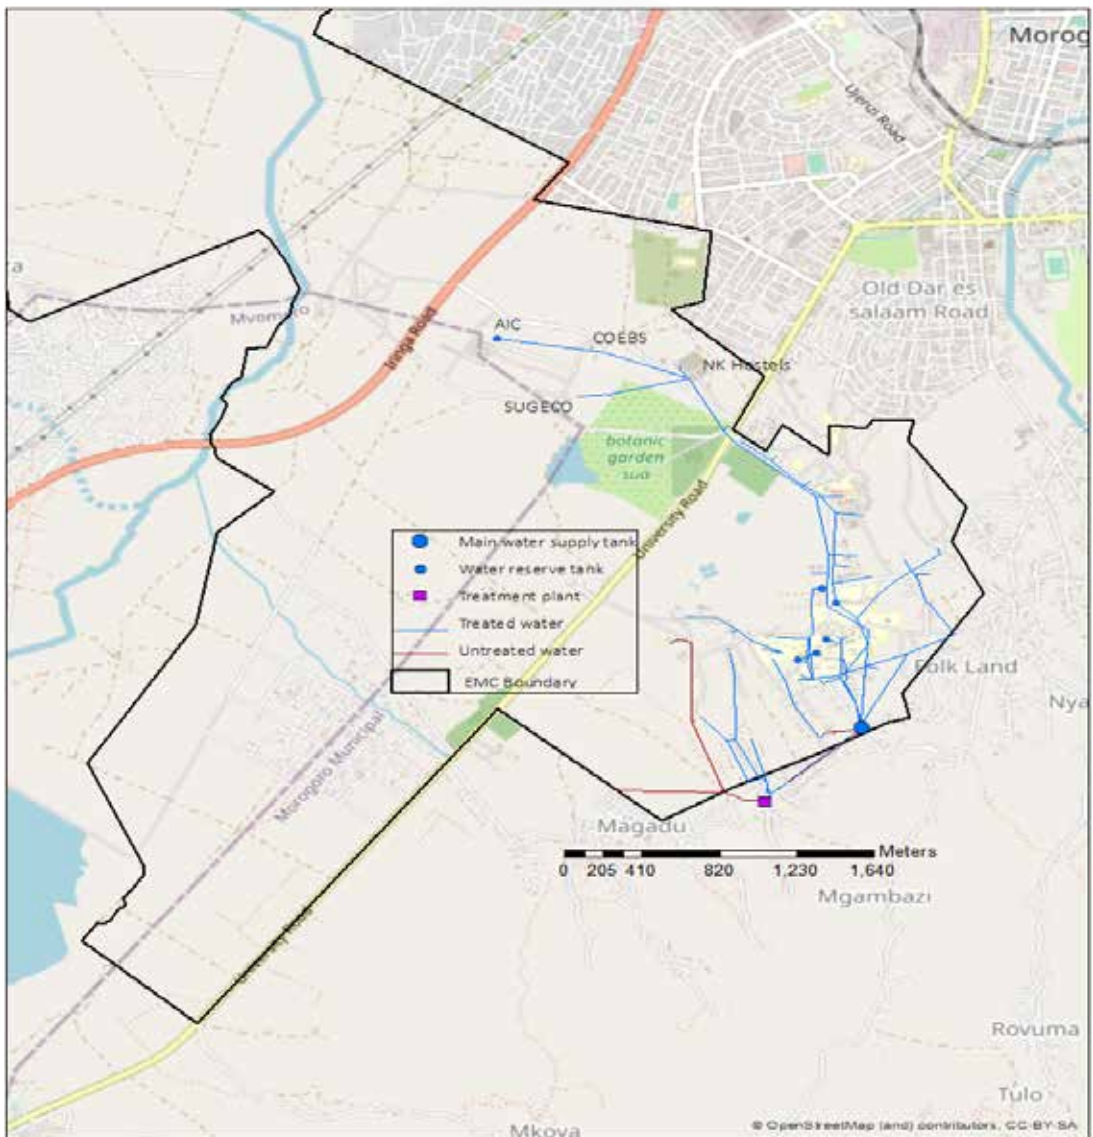 Morog
Ujenzi Road
Old Dar es
salaam Road
Mvomero
Iringa Road
AIC
COEBS
NK Hostels
SUGECO
botanic
garden
sua
University Road
Main water supply tank
Water reserve tank
Treatment plant
Treated water
Untreated water
EMC Boundary
Folk Land
Nya
Morogoro Municipal
Magadu
Meters
0 205 410 820 1,230 1,640
Mgambazi
University Road
Rovuma
Tulo
Mkova
© OpenStreetMap (and) contributors, CC-BY-SA